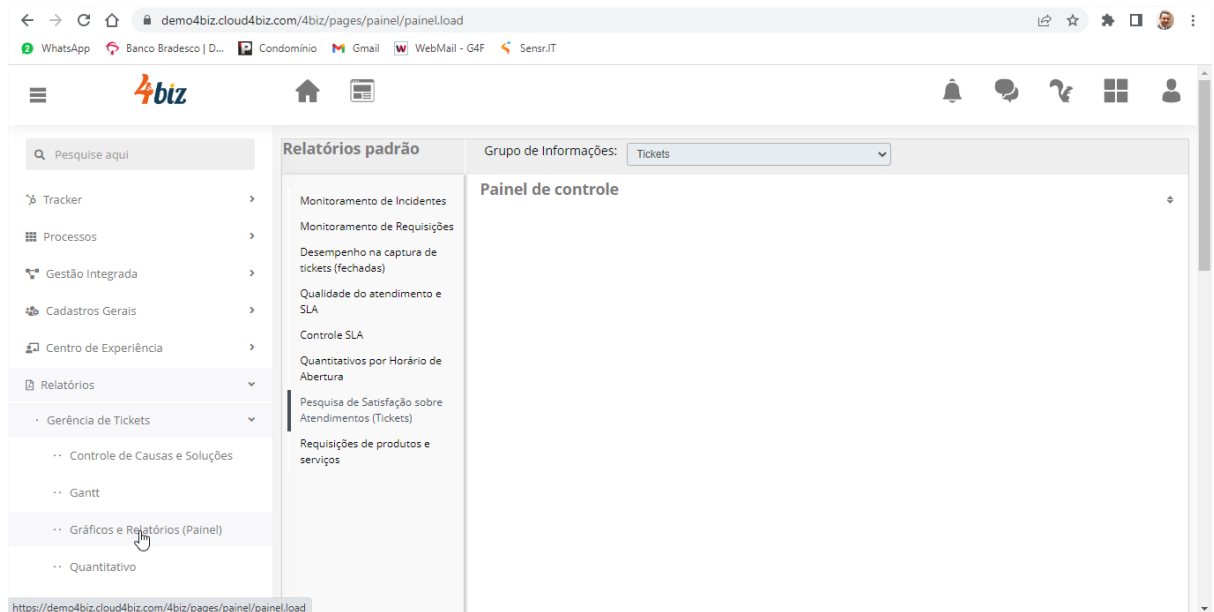 demo4biz.cloud4biz.com/4biz/pages/painel/painel.load
2 WhatsApp Banco Bradesco | D... Condomínio Gmail WebMail - G4F Sensr.IT
4biz
Pesquise aqui
Tracker
Processos
Gestão Integrada
Cadastros Gerais
Centro de Experiência
Relatórios
· Gerência de Tickets
·· Controle de Causas e Soluções
·· Gantt
·· Gráficos e Relatórios (Painel)
·· Quantitativo
https://demo4biz.cloud4biz.com/4biz/pages/painel/painel.load
Relatórios padrão
Monitoramento de Incidentes
Monitoramento de Requisições
Desempenho na captura de
tickets (fechadas)
Qualidade do atendimento e
SLA
Controle SLA
Quantitativos por Horário de
Abertura
Pesquisa de Satisfação sobre
Atendimentos (Tickets)
Requisições de produtos e
serviços
Grupo de Informações: Tickets
Painel de controle